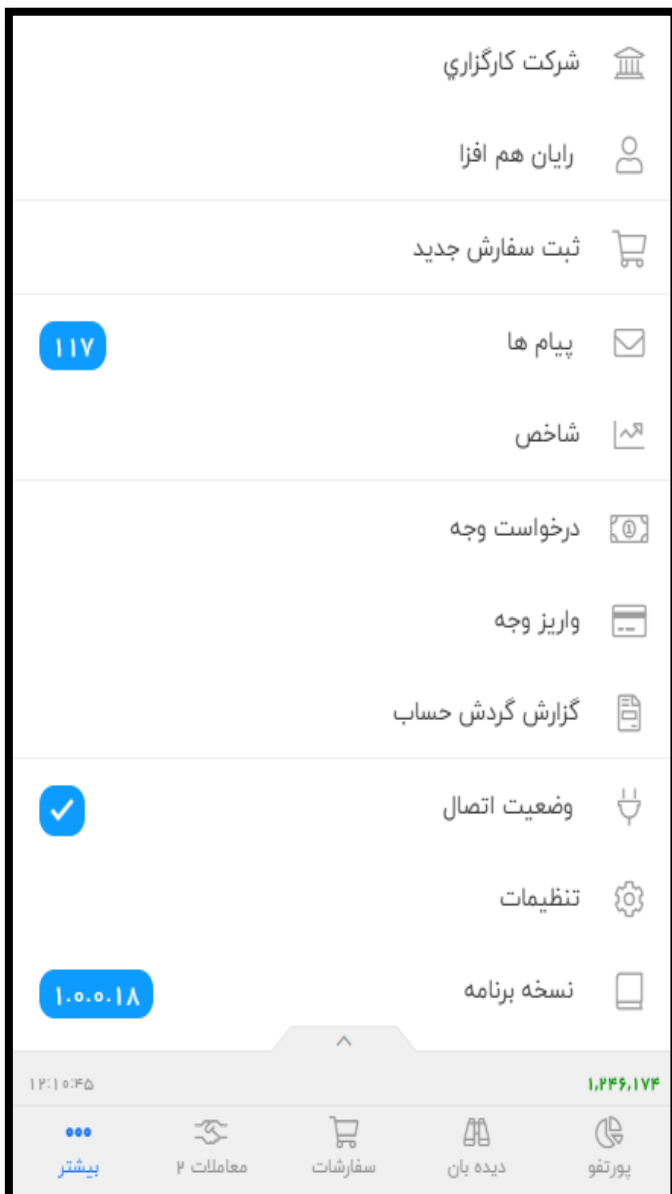 شرکت کارگزاري
رایان هم افزا
ثبت سفارش جدید
پیام ها ۱۱۷
شاخص
درخواست وجه
واریز وجه
گزارش گردش حساب
وضعیت اتصال
تنظیمات
نسخه برنامه ۱.۰.۰.۱۸
۱,۲۴۶,۱۷۴ ۱۲:۱۰:۴۵
پورتفو دیده بان سفارشات معاملات ۲ بیشتر